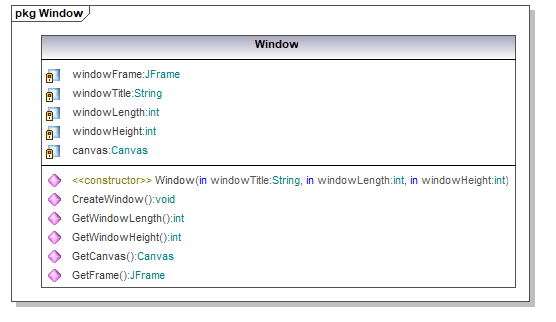 pkg Window
Window
windowFrame:JFrame
windowTitle:String
windowLength:int
windowHeight:int
canvas:Canvas
<<constructor>> Window(in windowTitle:String, in windowLength:int, in windowHeight:int)
CreateWindow():void
GetWindowLength():int
GetWindowHeight():int
GetCanvas():Canvas
GetFrame():JFrame